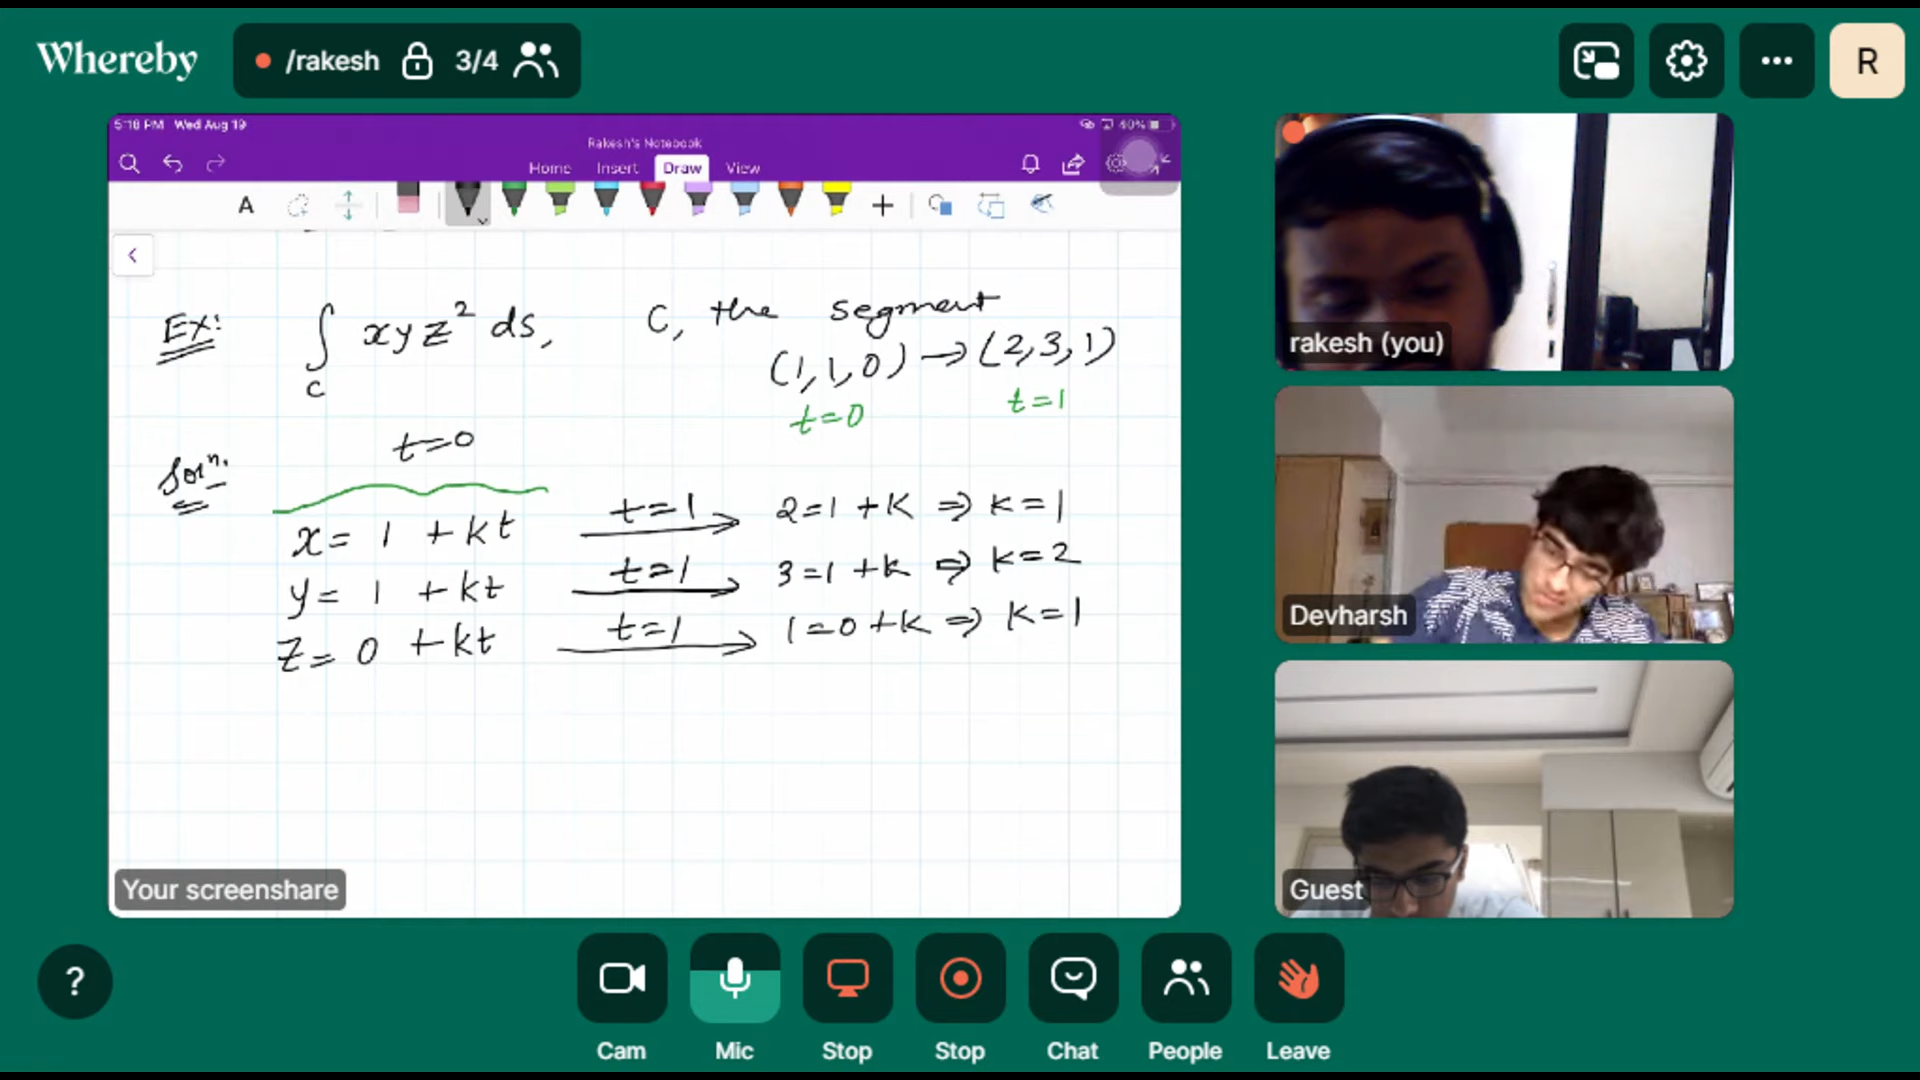 Whereby
/rakesh 3/4
R
5:18 PM Wed Aug 19
40%
Rakesh's Notebook
Home Insert Draw View
A
Ex: ∫_C x y z² ds, C, the segment
(1,1,0) → (2,3,1)
t=0 t=1
t=0
Solⁿ.
x = 1 + kt t=1 2=1+k ⇒ k=1
y = 1 + kt t=1 3=1+k ⇒ k=2
z = 0 + kt t=1 1=0+k ⇒ k=1
Your screenshare
rakesh (you)
Devharsh
Guest
?
Cam Mic Stop Stop Chat People Leave